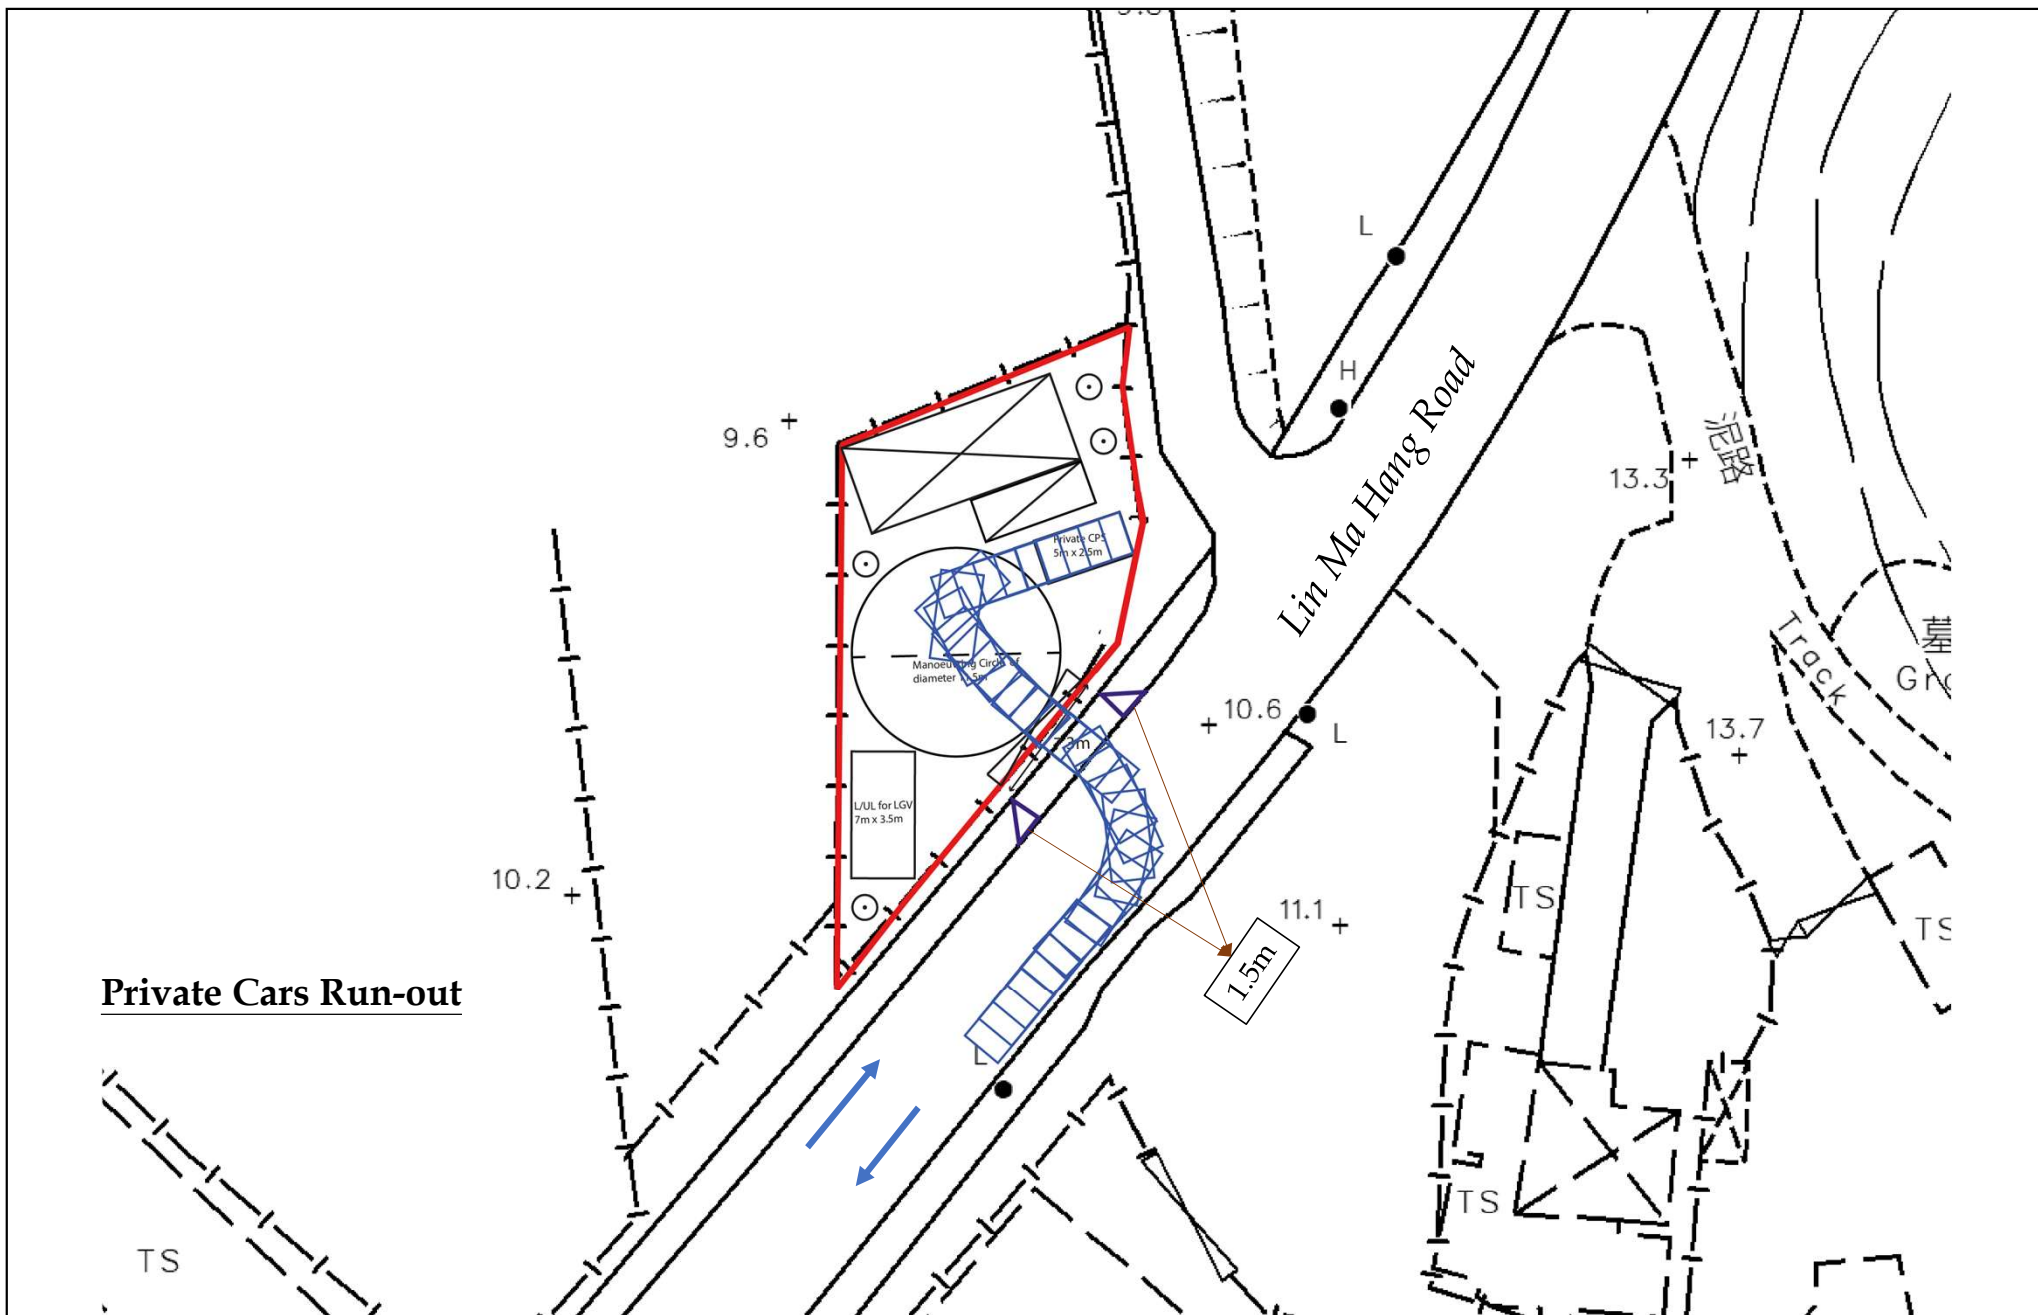 L
H
Lin Ma Hang Road
9.6
泥路
13.3
Private CPS
5m x 2.5m
Track
Manoeuvring Circle of
diameter
10.6
L
13.7
L/UL for LGV
7m x 3.5m
10.2
TS
11.1
TS
1.5m
Private Cars Run-out
L
TS
TS